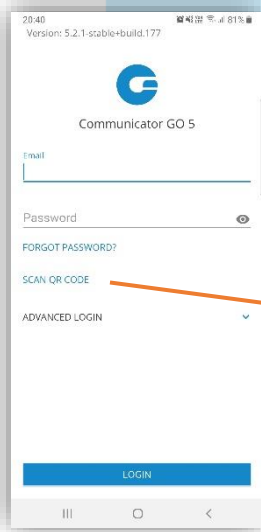 20:40
81%
Version: 5.2.1-stable+build.177
Communicator GO 5
Email
Password
FORGOT PASSWORD?
SCAN QR CODE
ADVANCED LOGIN
LOGIN